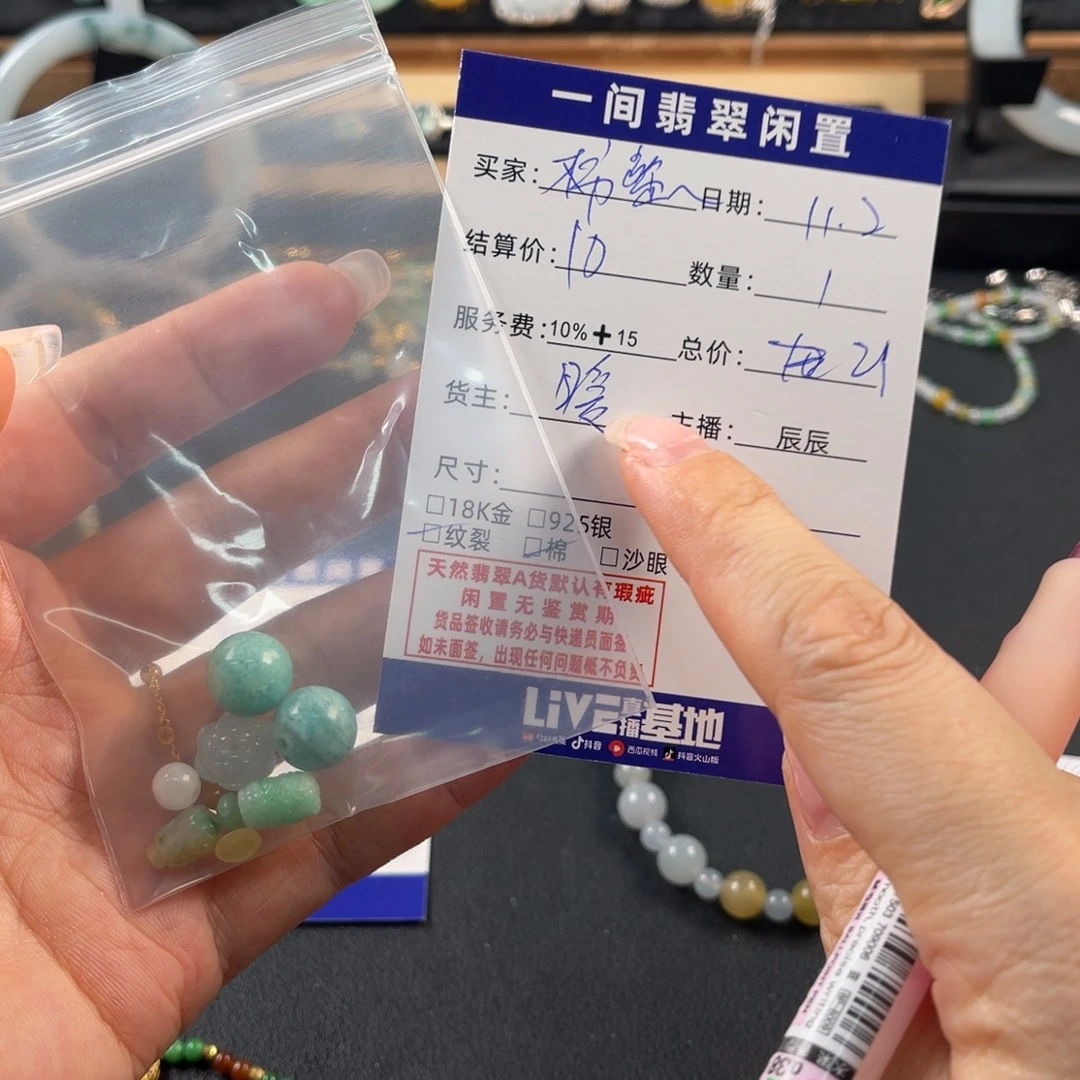 一间翡翠闲置
买家: 日期: 11.2
结算价: 10 数量: 1
服务费: 10%+15 总价: 21
货主: 主播: 辰辰
尺寸:
□18K金 □925银
□纹裂 □棉 □沙眼
天然翡翠A货默认有瑕疵
闲置无鉴赏期
货品签收请务必与快递员面签
如未面签，出现任何问题概不负责
LiVE直播基地
抖音 西瓜视频 抖音火山版